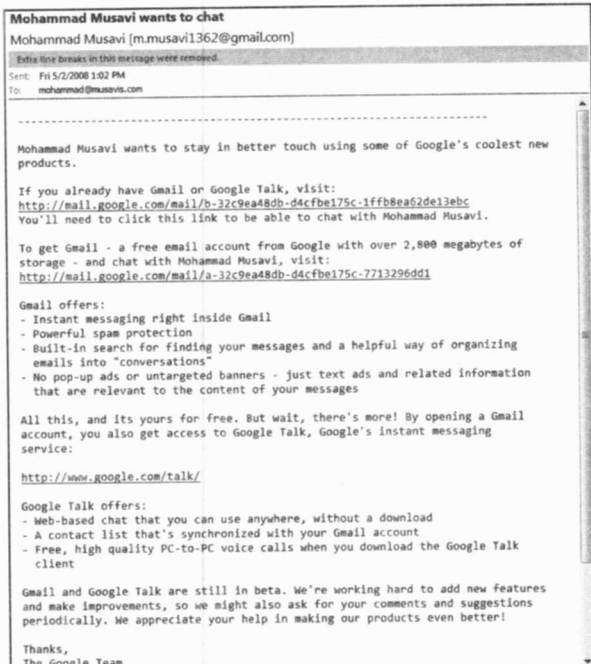 Mohammad Musavi wants to chat
Mohammad Musavi [m.musavi1362@gmail.com]
Extra line breaks in this message were removed.
Sent: Fri 5/2/2008 1:02 PM
To: mohammad@musavis.com
--------------------------------------------------------------------
Mohammad Musavi wants to stay in better touch using some of Google's coolest new
products.
If you already have Gmail or Google Talk, visit:
http://mail.google.com/mail/b-32c9ea48db-d4cfbe175c-1ffb8ea62de13ebc
You'll need to click this link to be able to chat with Mohammad Musavi.
To get Gmail - a free email account from Google with over 2,800 megabytes of
storage - and chat with Mohammad Musavi, visit:
http://mail.google.com/mail/a-32c9ea48db-d4cfbe175c-7713296dd1
Gmail offers:
- Instant messaging right inside Gmail
- Powerful spam protection
- Built-in search for finding your messages and a helpful way of organizing
emails into "conversations"
- No pop-up ads or untargeted banners - just text ads and related information
that are relevant to the content of your messages
All this, and its yours for free. But wait, there's more! By opening a Gmail
account, you also get access to Google Talk, Google's instant messaging
service:
http://www.google.com/talk/
Google Talk offers:
- Web-based chat that you can use anywhere, without a download
- A contact list that's synchronized with your Gmail account
- Free, high quality PC-to-PC voice calls when you download the Google Talk
client
Gmail and Google Talk are still in beta. We're working hard to add new features
and make improvements, so we might also ask for your comments and suggestions
periodically. We appreciate your help in making our products even better!
Thanks,
The Google Team